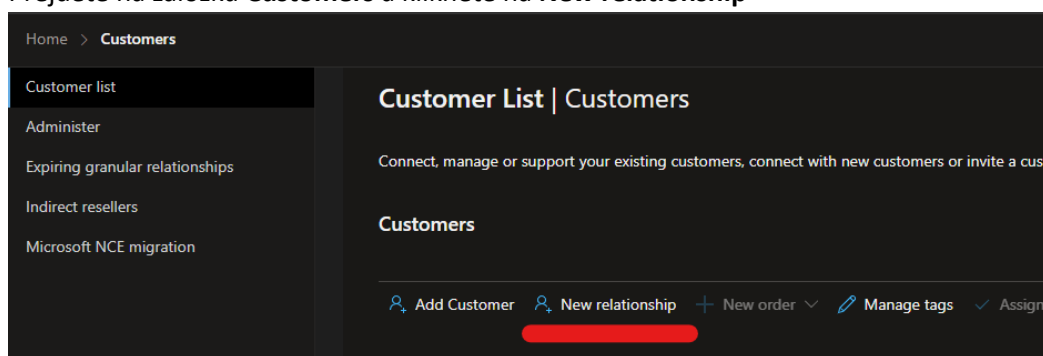 Home > Customers
Customer list
Administer
Expiring granular relationships
Indirect resellers
Microsoft NCE migration
Customer List | Customers
Connect, manage or support your existing customers, connect with new customers or invite a cus
Customers
Add Customer New relationship New order Manage tags Assign